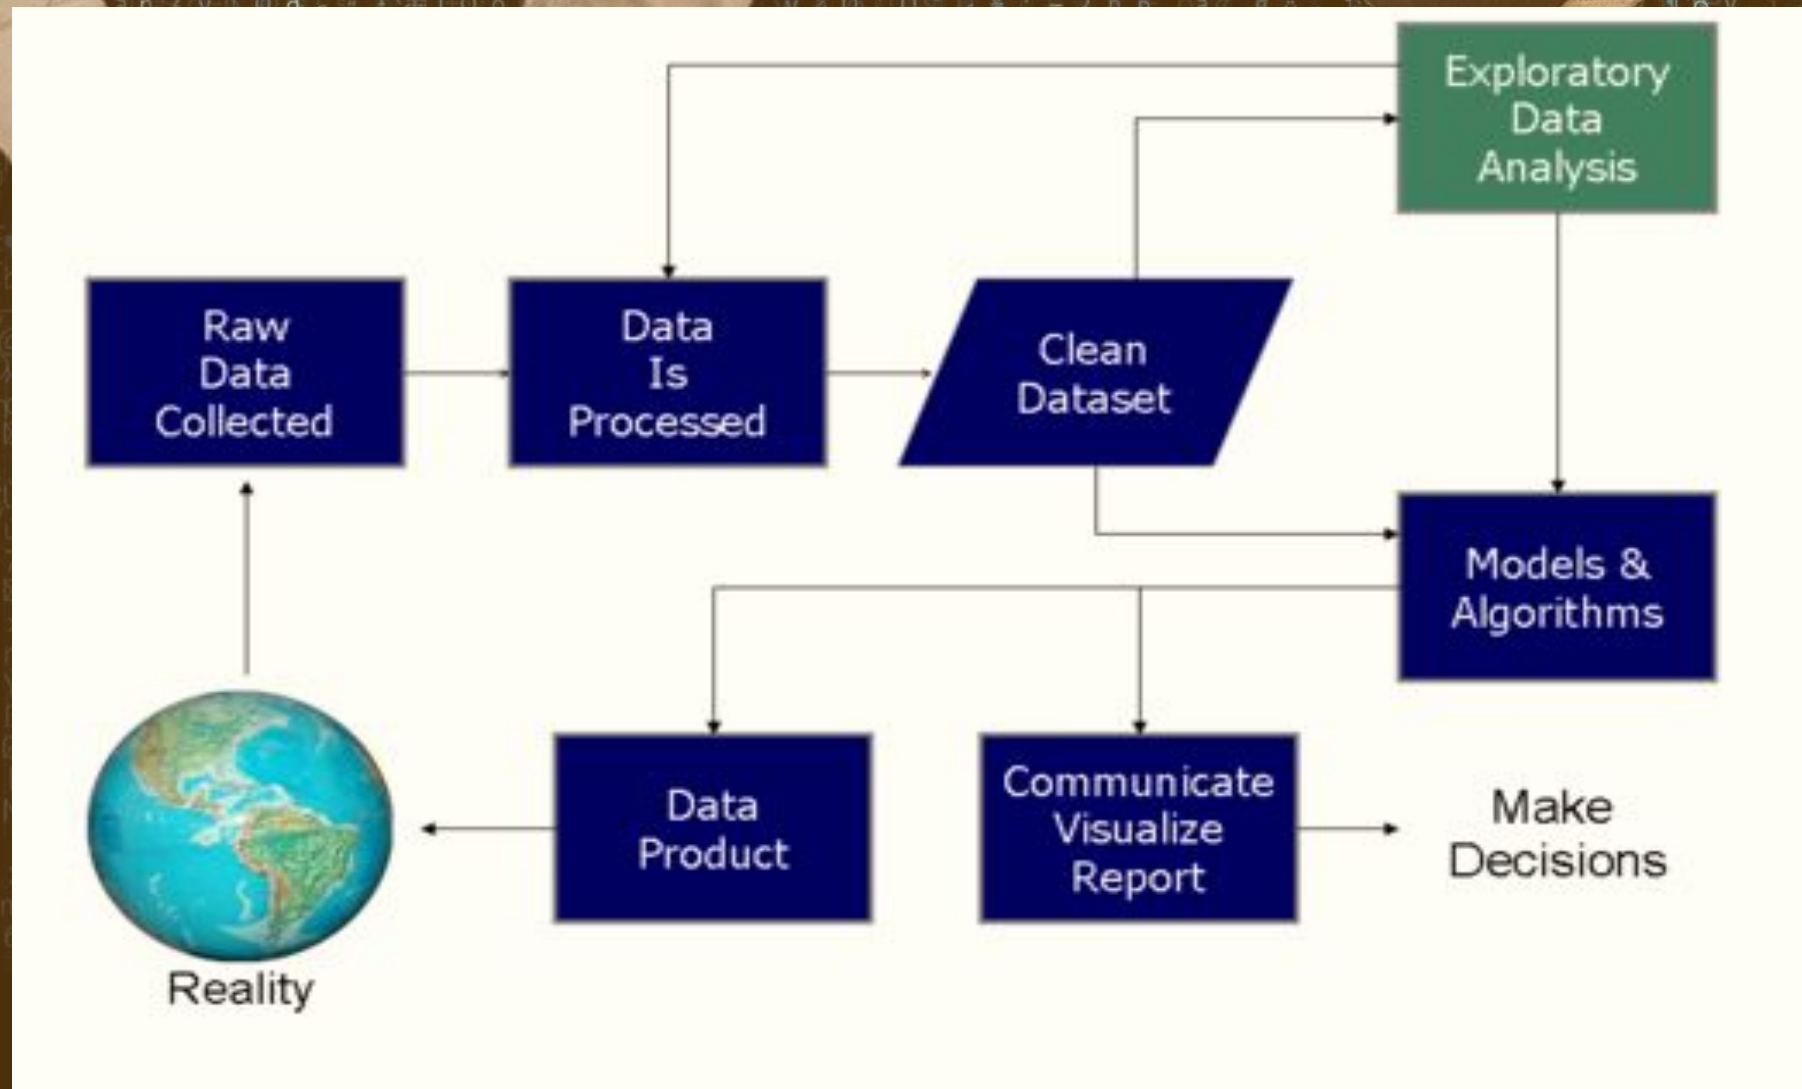 Exploratory
Data
Analysis
Raw
Data
Collected
Data
Is
Processed
Clean
Dataset
Models &
Algorithms
Data
Product
Communicate
Visualize
Report
Make
Decisions
Reality